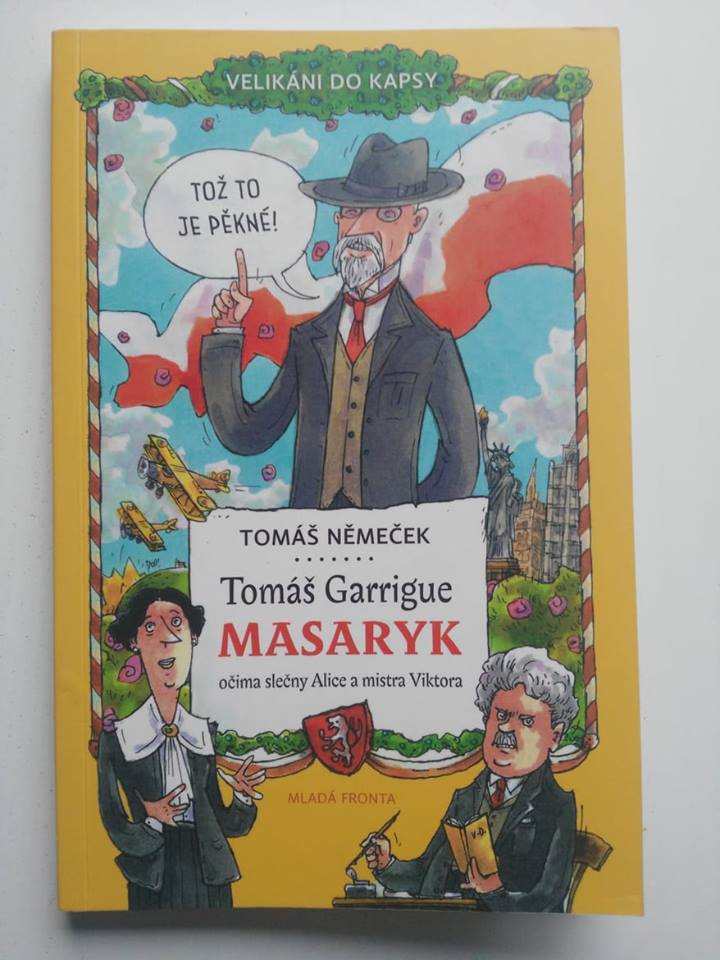 VELIKÁNI DO KAPSY
TOŽ TO
JE PĚKNÉ!
TOMÁŠ NĚMEČEK
Tomáš Garrigue
MASARYK
očima slečny Alice a mistra Viktora
MLADÁ FRONTA
V.D.